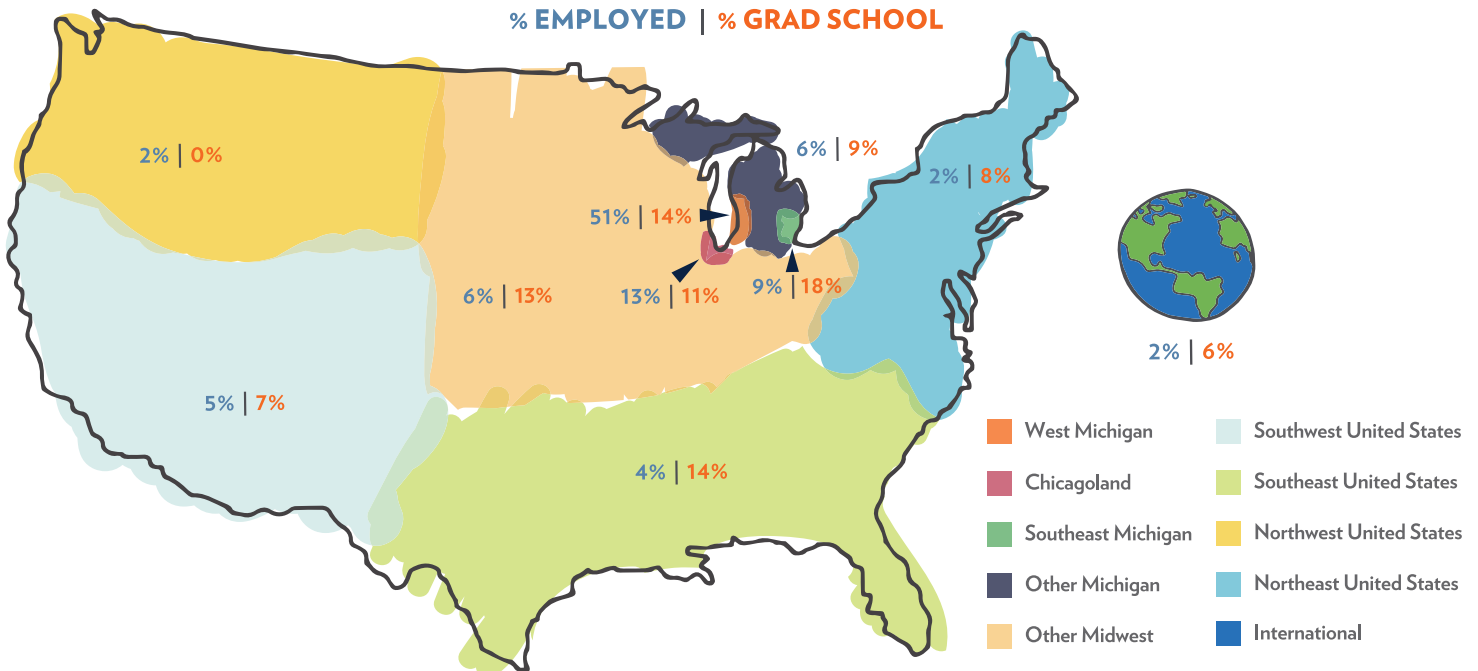 % EMPLOYED | % GRAD SCHOOL
2% | 0%
6% | 9%
2% | 8%
51% | 14%
6% | 13%
13% | 11%
9% | 18%
2% | 6%
5% | 7%
4% | 14%
West Michigan
Chicagoland
Southeast Michigan
Other Michigan
Other Midwest
Southwest United States
Southeast United States
Northwest United States
Northeast United States
International